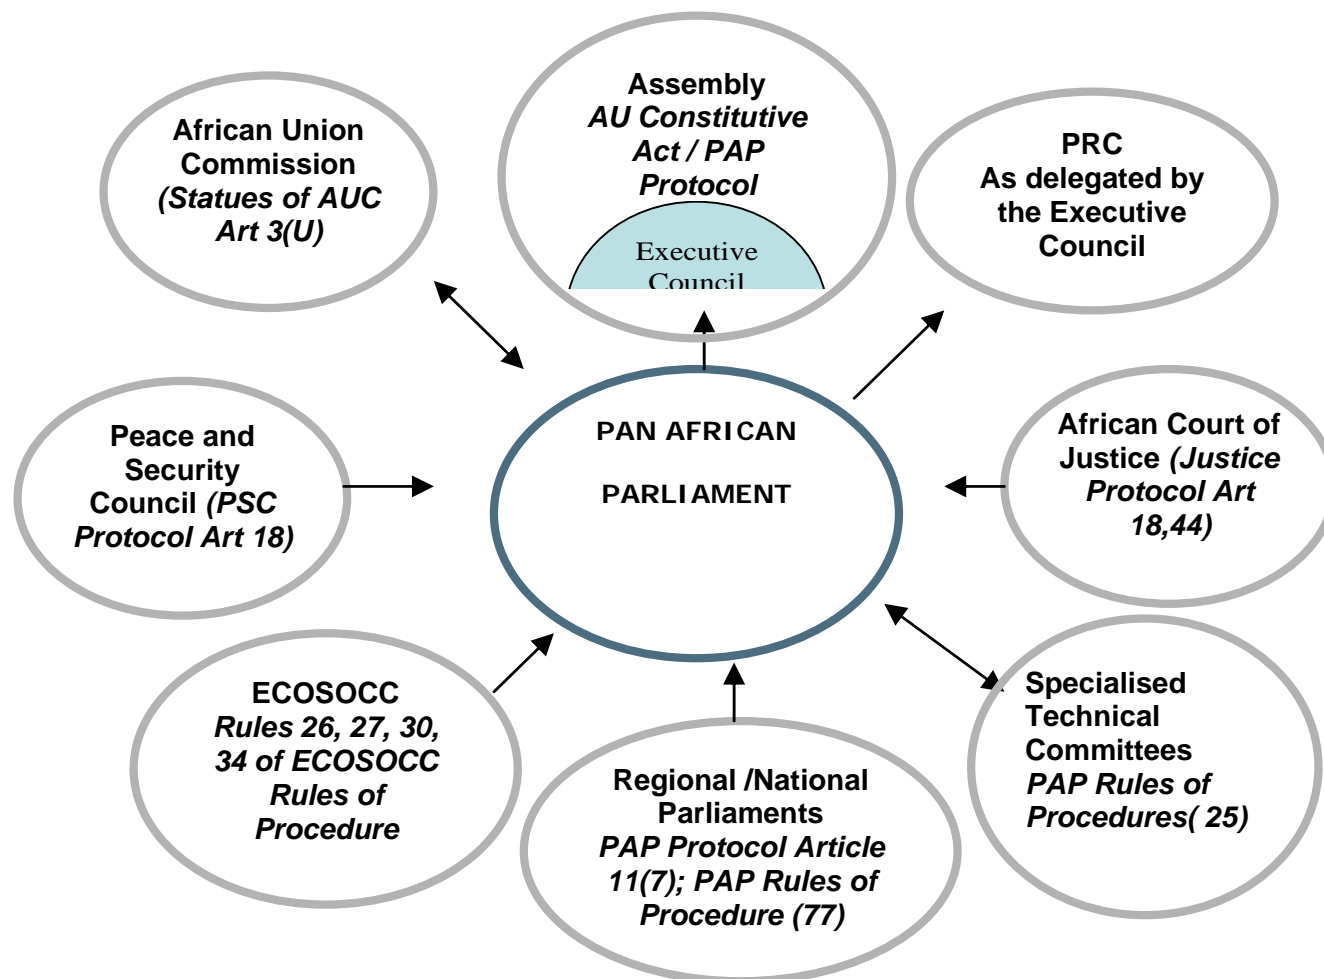 Assembly
AU Constitutive
Act / PAP
Protocol
Executive
Council
African Union
Commission
(Statues of AUC
Art 3(U)
PRC
As delegated by
the Executive
Council
Peace and
Security
Council (PSC
Protocol Art 18)
PAN AFRICAN
PARLIAMENT
African Court of
Justice (Justice
Protocol Art
18,44)
ECOSOCC
Rules 26, 27, 30,
34 of ECOSOCC
Rules of
Procedure
Regional /National
Parliaments
PAP Protocol Article
11(7); PAP Rules of
Procedure (77)
Specialised
Technical
Committees
PAP Rules of
Procedures( 25)